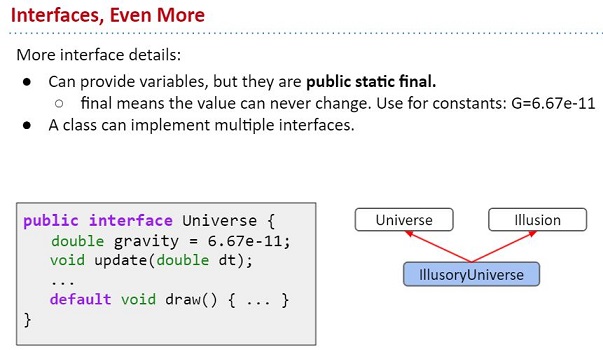 Interfaces, Even More
More interface details:
● Can provide variables, but they are public static final.
○ final means the value can never change. Use for constants: G=6.67e-11
● A class can implement multiple interfaces.
public interface Universe {
double gravity = 6.67e-11;
void update(double dt);
...
default void draw() { ... }
}
Universe
Illusion
IllusoryUniverse